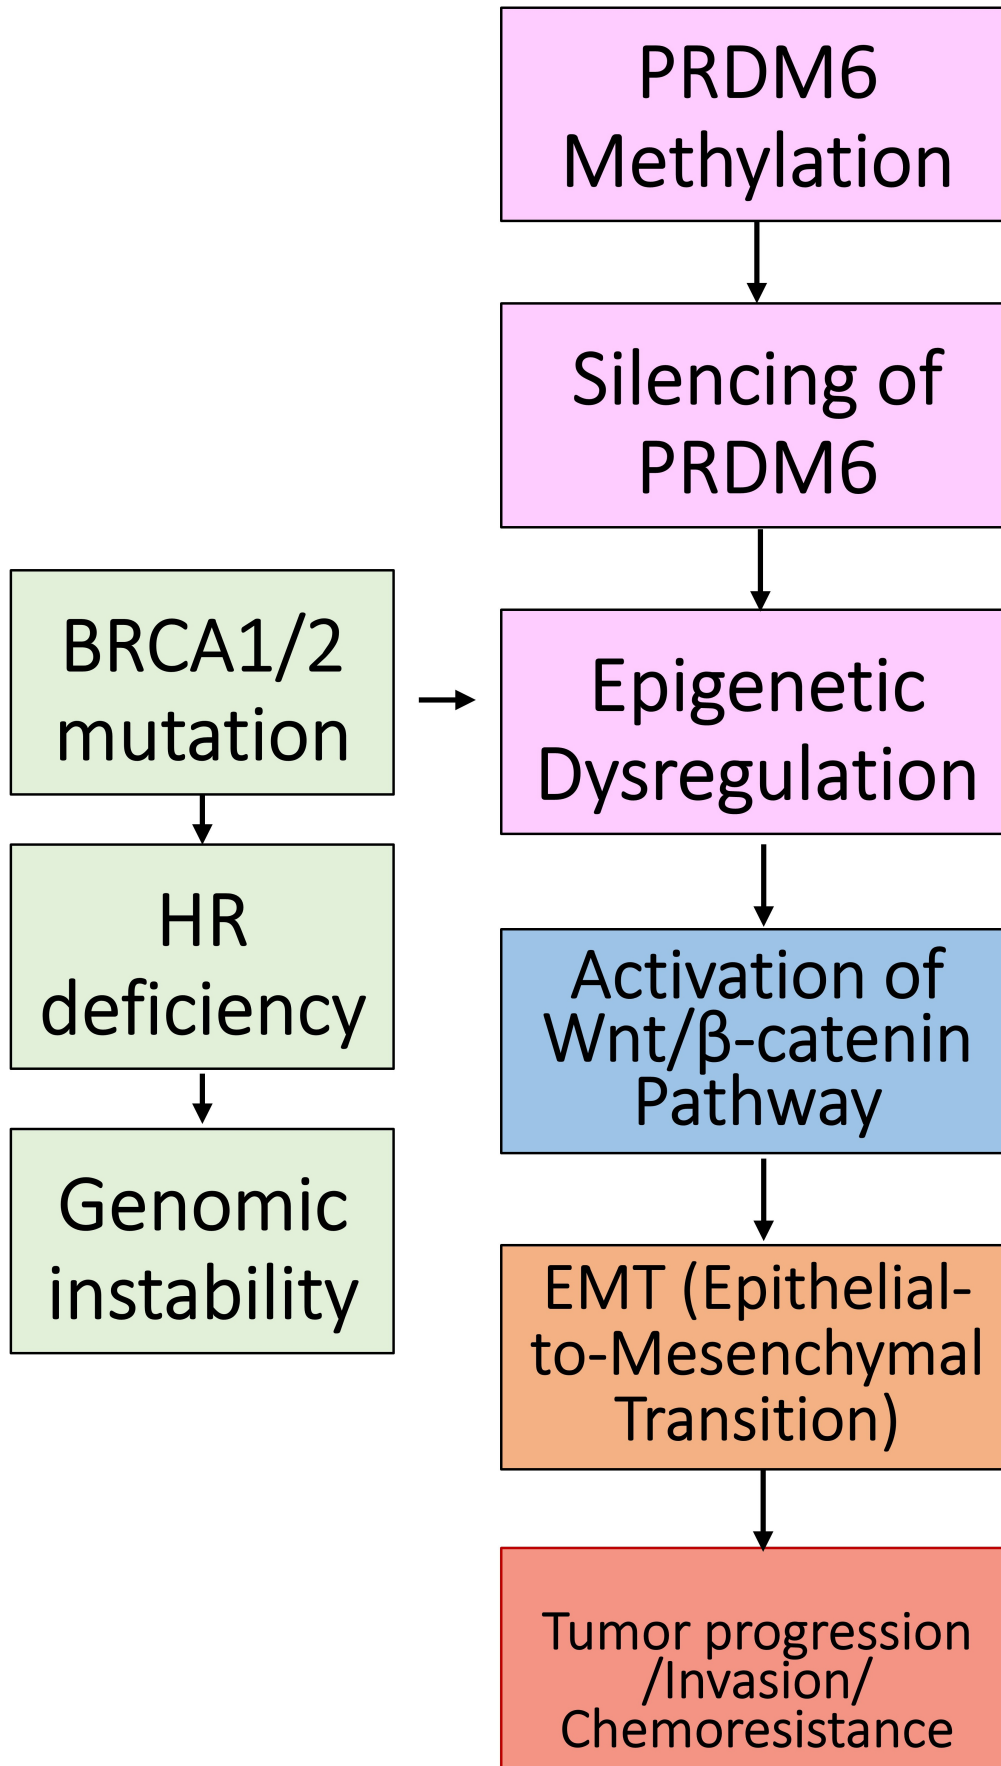 PRDM6
Methylation
Silencing of
PRDM6
BRCA1/2
mutation
Epigenetic
Dysregulation
HR
deficiency
Activation of
Wnt/β-catenin
Pathway
Genomic
instability
EMT (Epithelial-
to-Mesenchymal
Transition)
Tumor progression
/Invasion/
Chemoresistance